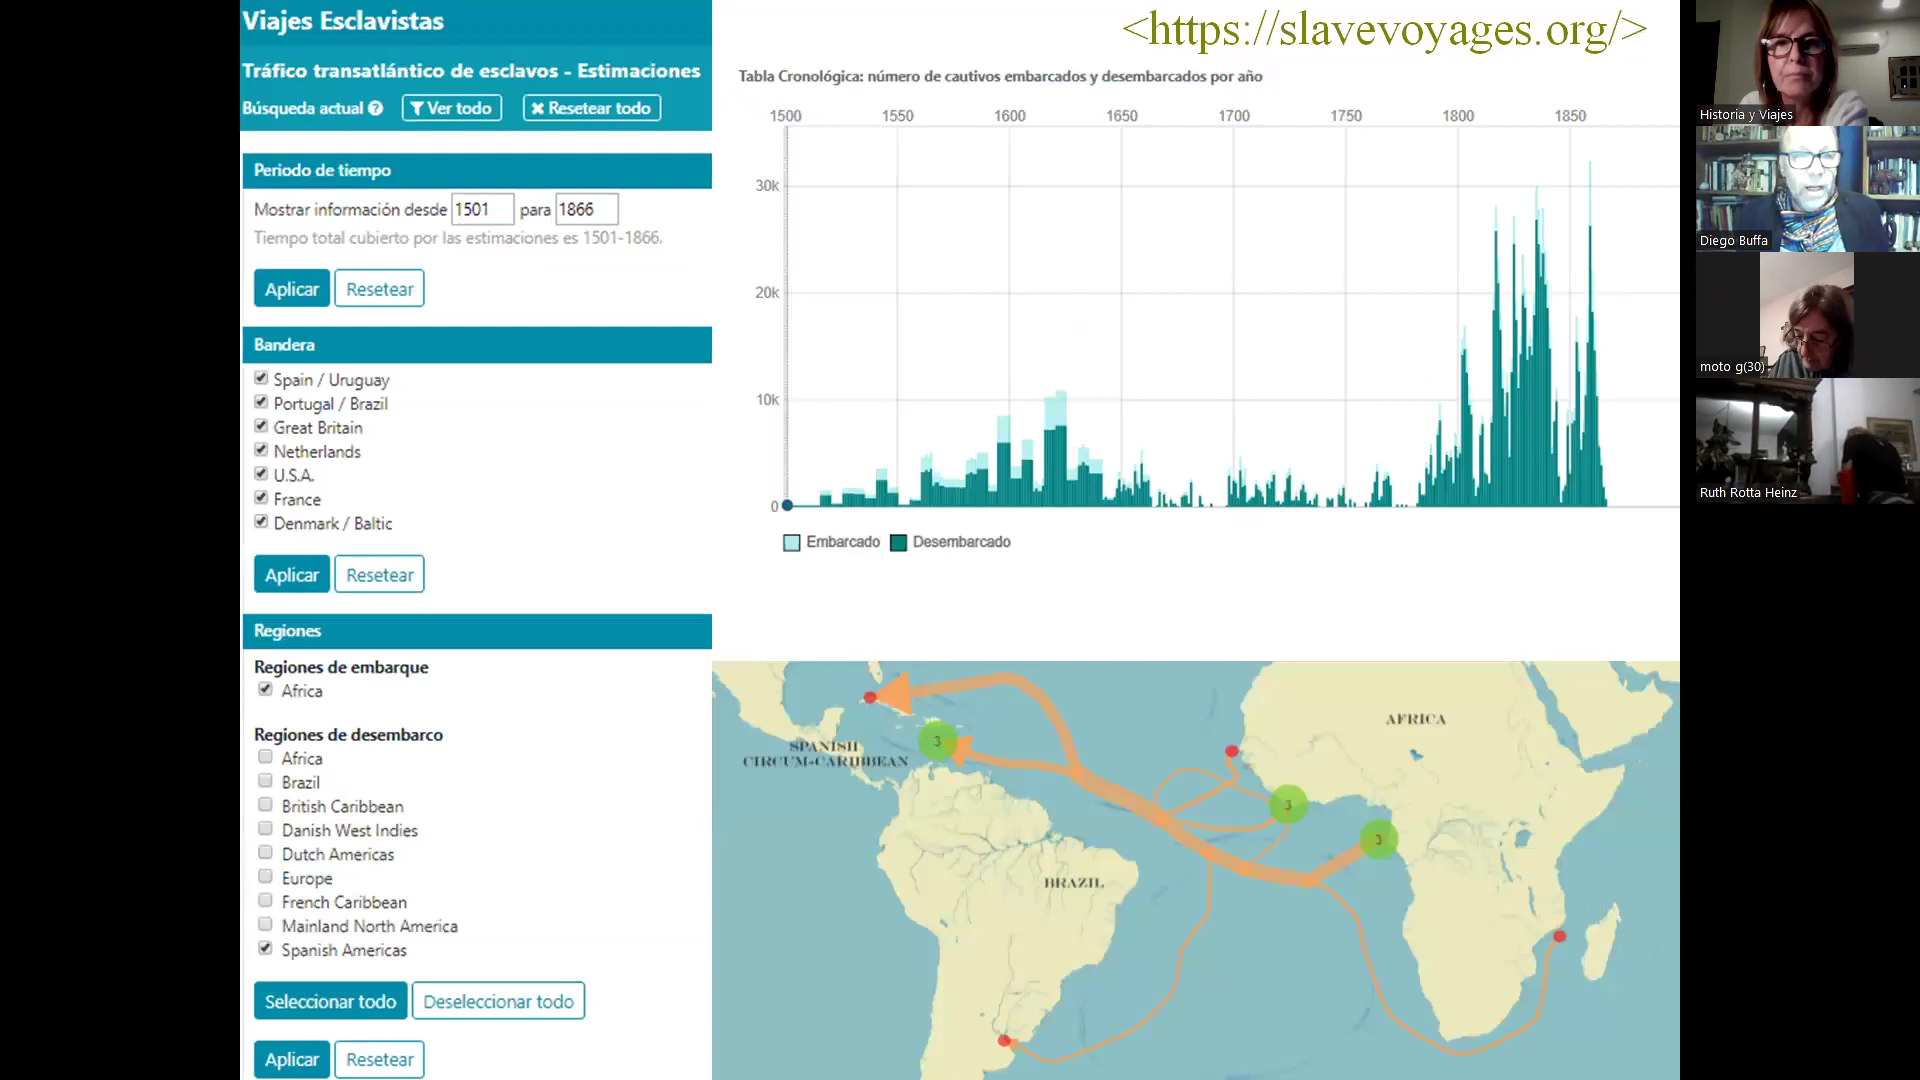 Viajes Esclavistas
Tráfico transatlántico de esclavos - Estimaciones
Búsqueda actual ? Ver todo ✖ Resetear todo
Periodo de tiempo
Mostrar información desde 1501 para 1866
Tiempo total cubierto por las estimaciones es 1501-1866.
Aplicar Resetear
Bandera
Spain / Uruguay
Portugal / Brazil
Great Britain
Netherlands
U.S.A.
France
Denmark / Baltic
Aplicar Resetear
Regiones
Regiones de embarque
Africa
Regiones de desembarco
Africa
Brazil
British Caribbean
Danish West Indies
Dutch Americas
Europe
French Caribbean
Mainland North America
Spanish Americas
Seleccionar todo Deseleccionar todo
Aplicar Resetear
<https://slavevoyages.org/>
Tabla Cronológica: número de cautivos embarcados y desembarcados por año
1500 1550 1600 1650 1700 1750 1800 1850
30k
20k
10k
0
Embarcado Desembarcado
SPANISH
CIRCUM-CARIBBEAN
3
AFRICA
3
3
BRAZIL
Historia y Viajes
Diego Buffa
moto g(30)
Ruth Rotta Heinz